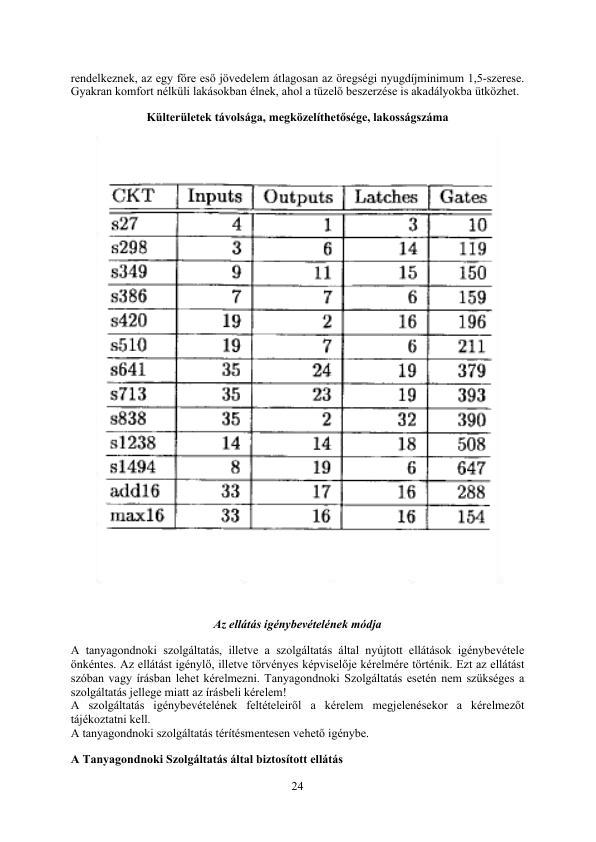 rendelkeznek, az egy főre eső jövedelem átlagosan az öregségi nyugdíjminimum 1,5-szerese.
Gyakran komfort nélküli lakásokban élnek, ahol a tüzelő beszerzése is akadályokba ütközhet.
Külterületek távolsága, megközelíthetősége, lakosságszáma
CKT Inputs Outputs Latches Gates
s27 4 1 3 10
s298 3 6 14 119
s349 9 11 15 150
s386 7 7 6 159
s420 19 2 16 196
s510 19 7 6 211
s641 35 24 19 379
s713 35 23 19 393
s838 35 2 32 390
s1238 14 14 18 508
s1494 8 19 6 647
add16 33 17 16 288
max16 33 16 16 154
Az ellátás igénybevételének módja
A tanyagondnoki szolgáltatás, illetve a szolgáltatás által nyújtott ellátások igénybevétele
önkéntes. Az ellátást igénylő, illetve törvényes képviselője kérelmére történik. Ezt az ellátást
szóban vagy írásban lehet kérelmezni. Tanyagondnoki Szolgáltatás esetén nem szükséges a
szolgáltatás jellege miatt az írásbeli kérelem!
A szolgáltatás igénybevételének feltételeiről a kérelem megjelenésekor a kérelmezőt
tájékoztatni kell.
A tanyagondnoki szolgáltatás térítésmentesen vehető igénybe.
A Tanyagondnoki Szolgáltatás által biztosított ellátás
24